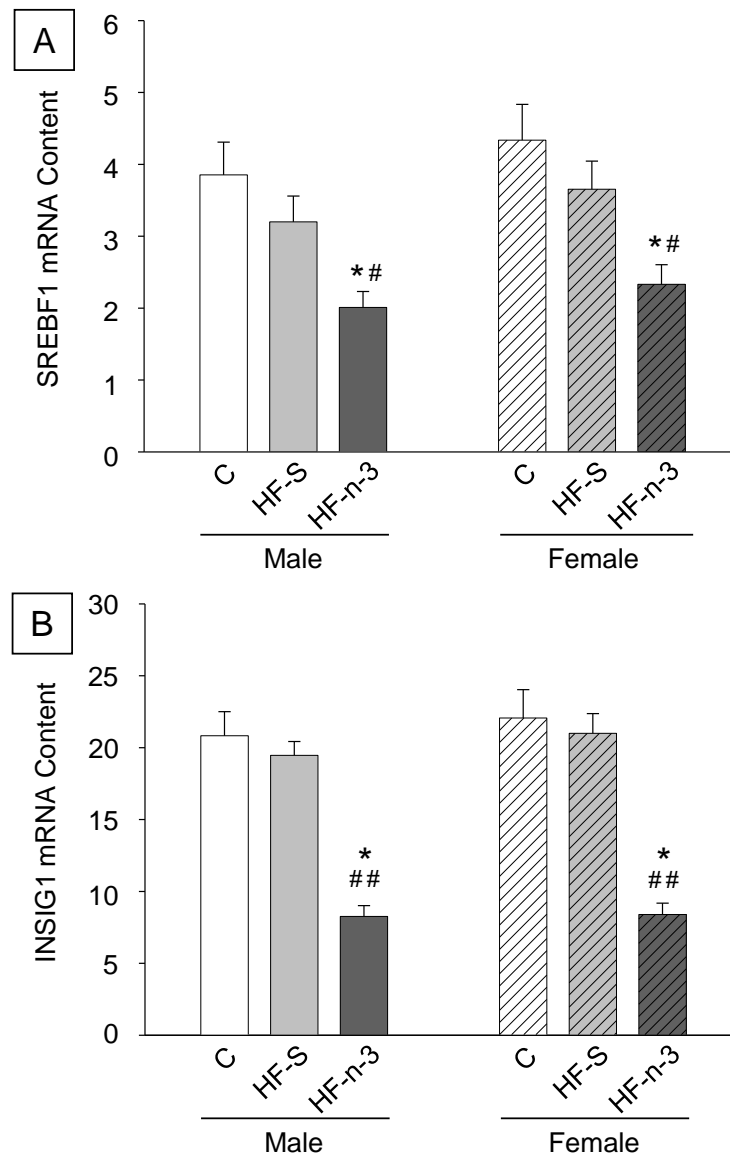 A
SREBF1 mRNA Content
6
5
4
3
2
1
0
*#
*#
C
HF-S
HF-n-3
C
HF-S
HF-n-3
Male
Female
B
INSIG1 mRNA Content
30
25
20
15
10
5
0
*
##
*
##
C
HF-S
HF-n-3
C
HF-S
HF-n-3
Male
Female